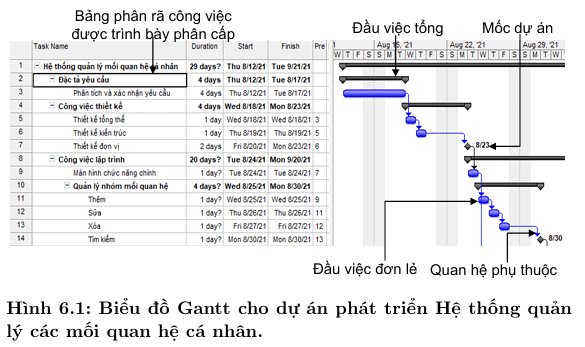 Bảng phân rã công việc
được trình bày phân cấp
Đầu việc tổng
Mốc dự án
Task Name Duration Start Finish Pre
1 Aug 15, '21 Aug 22, '21 Aug 29, '21
W T F S S M T W T F S S M T W T F S S M T W
1 Hệ thống quản lý mối quan hệ cá nhân 29 days? Thu 8/12/21 Tue 9/21/21
2 Đặc tả yêu cầu 4 days Thu 8/12/21 Tue 8/17/21
3 Phân tích và xác nhận yêu cầu 4 days Thu 8/12/21 Tue 8/17/21
4 Công việc thiết kế 4 days Wed 8/18/21 Mon 8/23/21
5 Thiết kế tổng thể 1 day Wed 8/18/21 Wed 8/18/21 3
6 Thiết kế kiến trúc 1 day Thu 8/19/21 Thu 8/19/21 5
7 Thiết kế đơn vị 2 days Fri 8/20/21 Mon 8/23/21 6
8/23
8 Công việc lập trình 20 days? Tue 8/24/21 Mon 9/20/21
9 Màn hình chức năng chính 1 day? Tue 8/24/21 Tue 8/24/21 7
10 Quản lý nhóm mối quan hệ 4 days? Wed 8/25/21 Mon 8/30/21
11 Thêm 1 day? Wed 8/25/21 Wed 8/25/21 9
12 Sửa 1 day? Thu 8/26/21 Thu 8/26/21 11
13 Xóa 1 day? Fri 8/27/21 Fri 8/27/21 12
14 Tìm kiếm 1 day? Mon 8/30/21 Mon 8/30/21 13
8/30
Đầu việc đơn lẻ
Quan hệ phụ thuộc
Hình 6.1: Biểu đồ Gantt cho dự án phát triển Hệ thống quản
lý các mối quan hệ cá nhân.